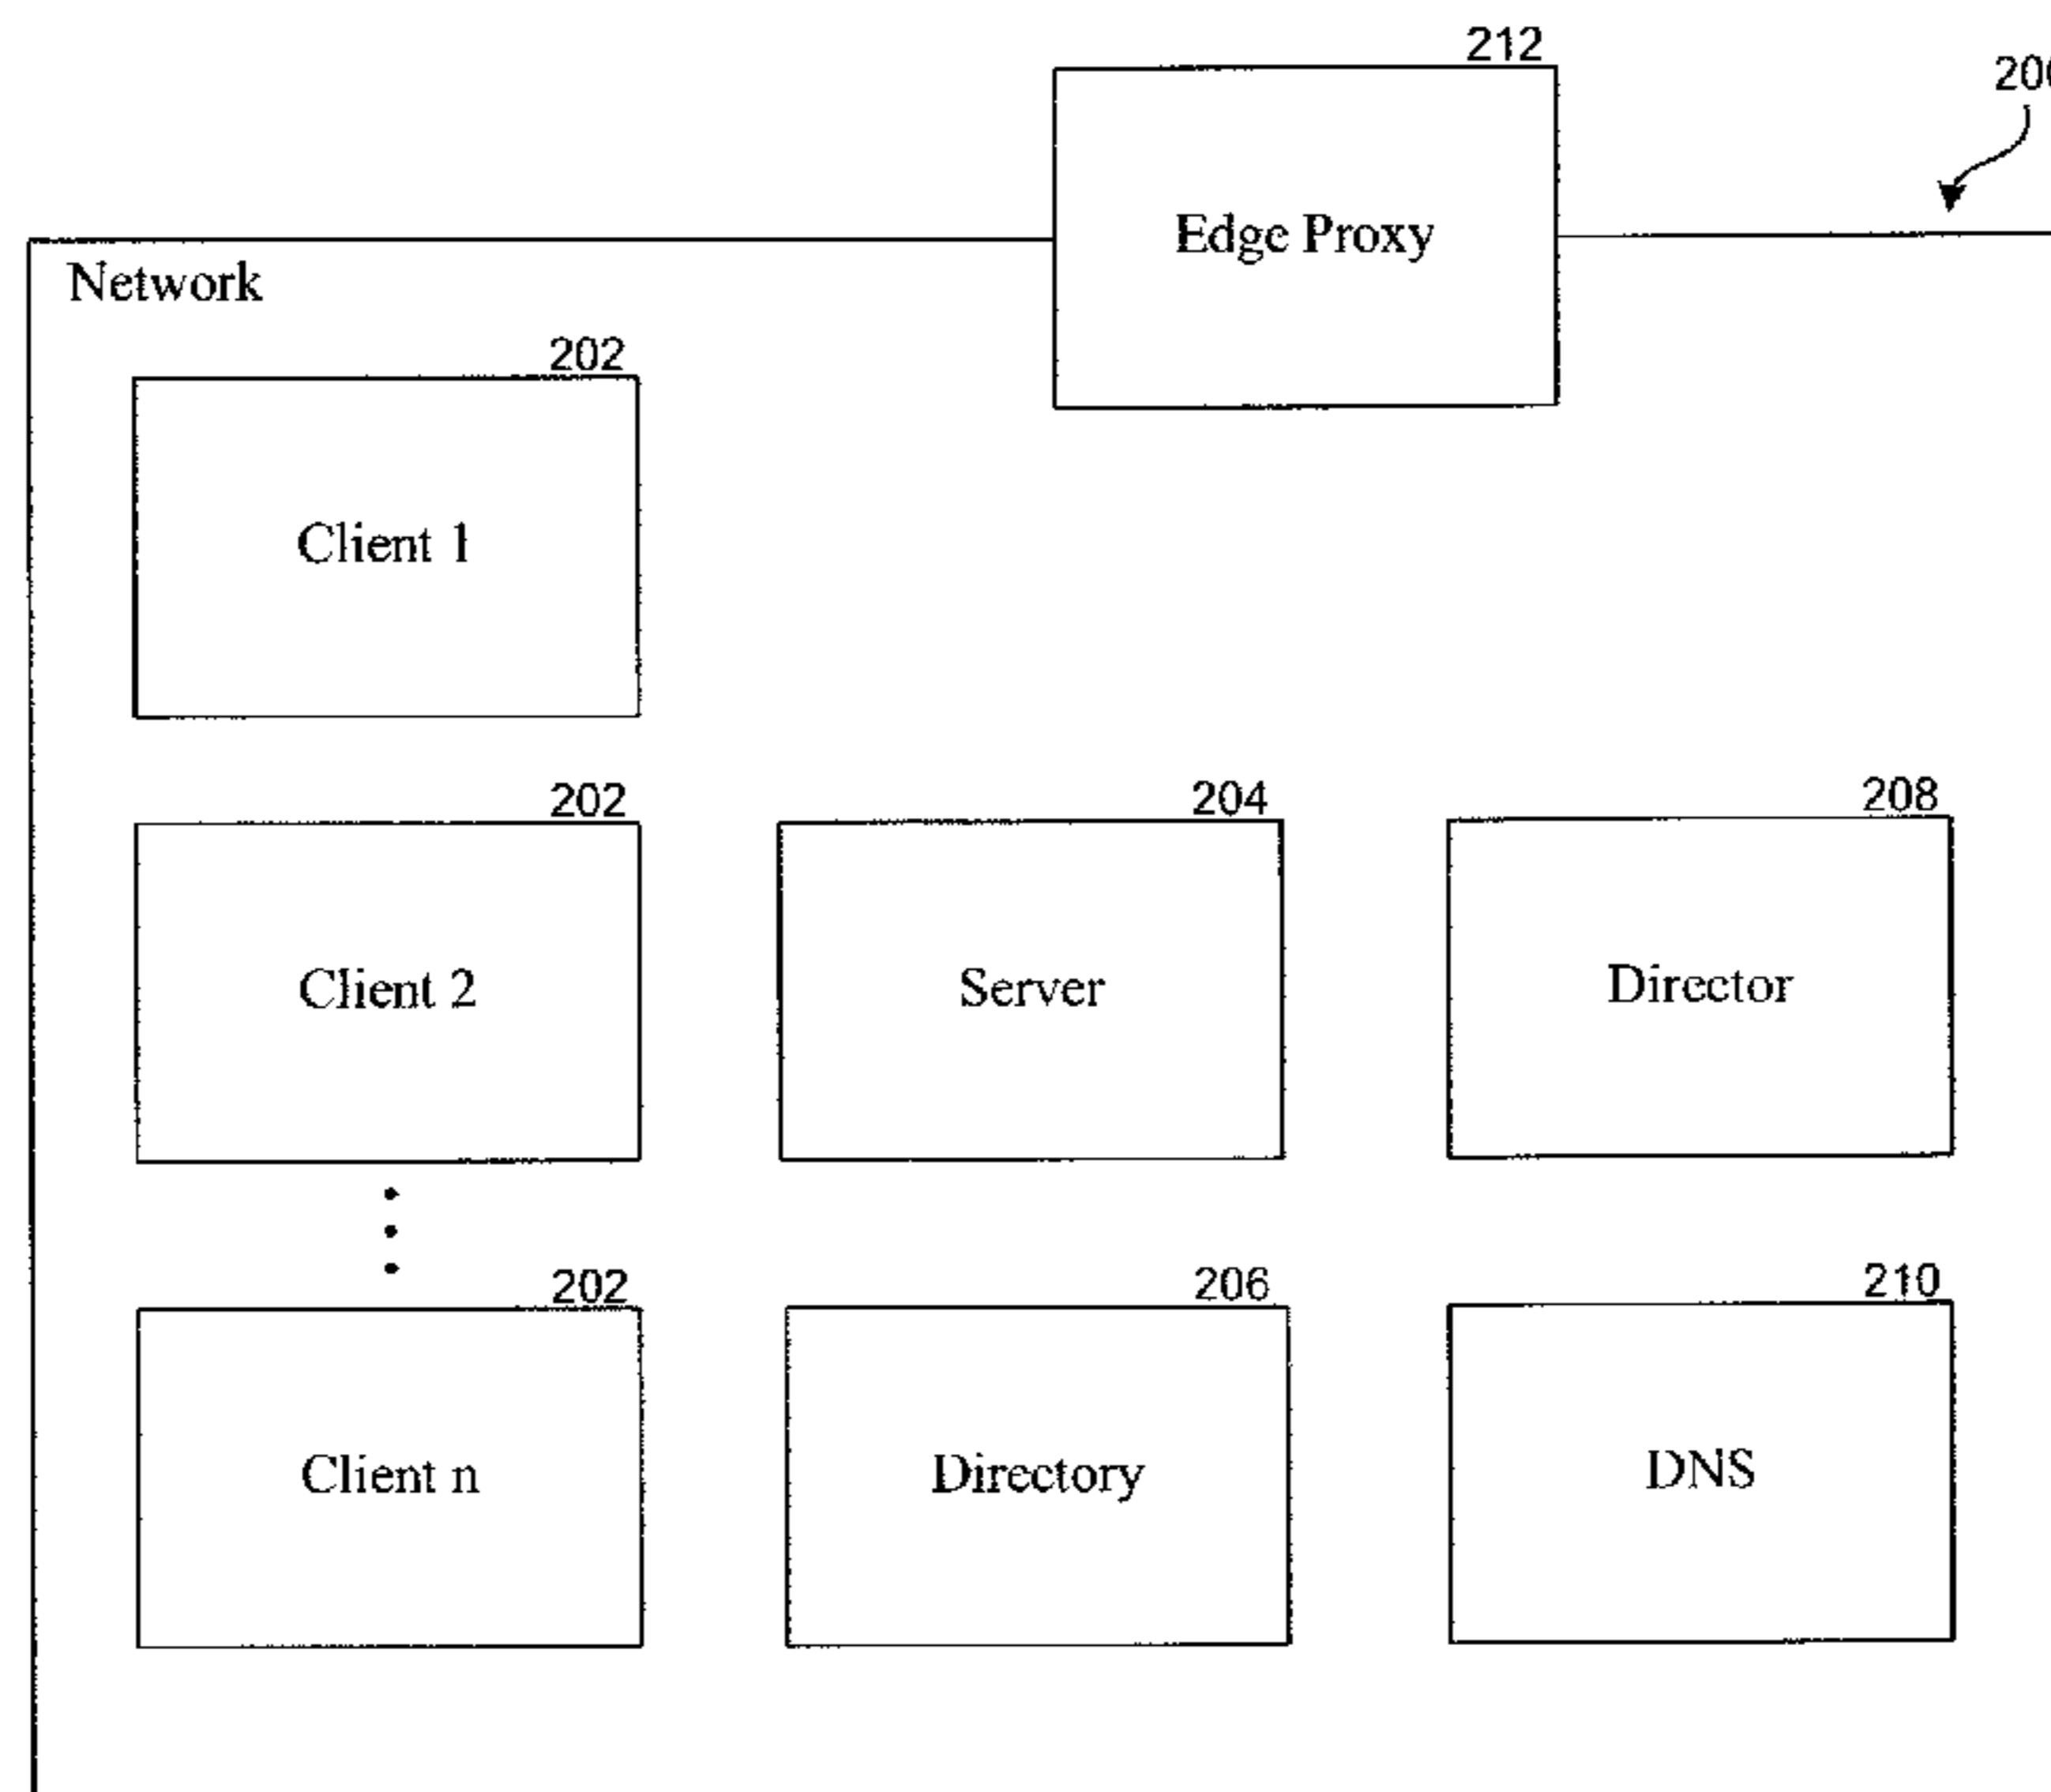 212
Edge Proxy
Network
202
Client 1
202
204
208
Client 2
Server
Director
202
206
210
Client n
Directory
DNS